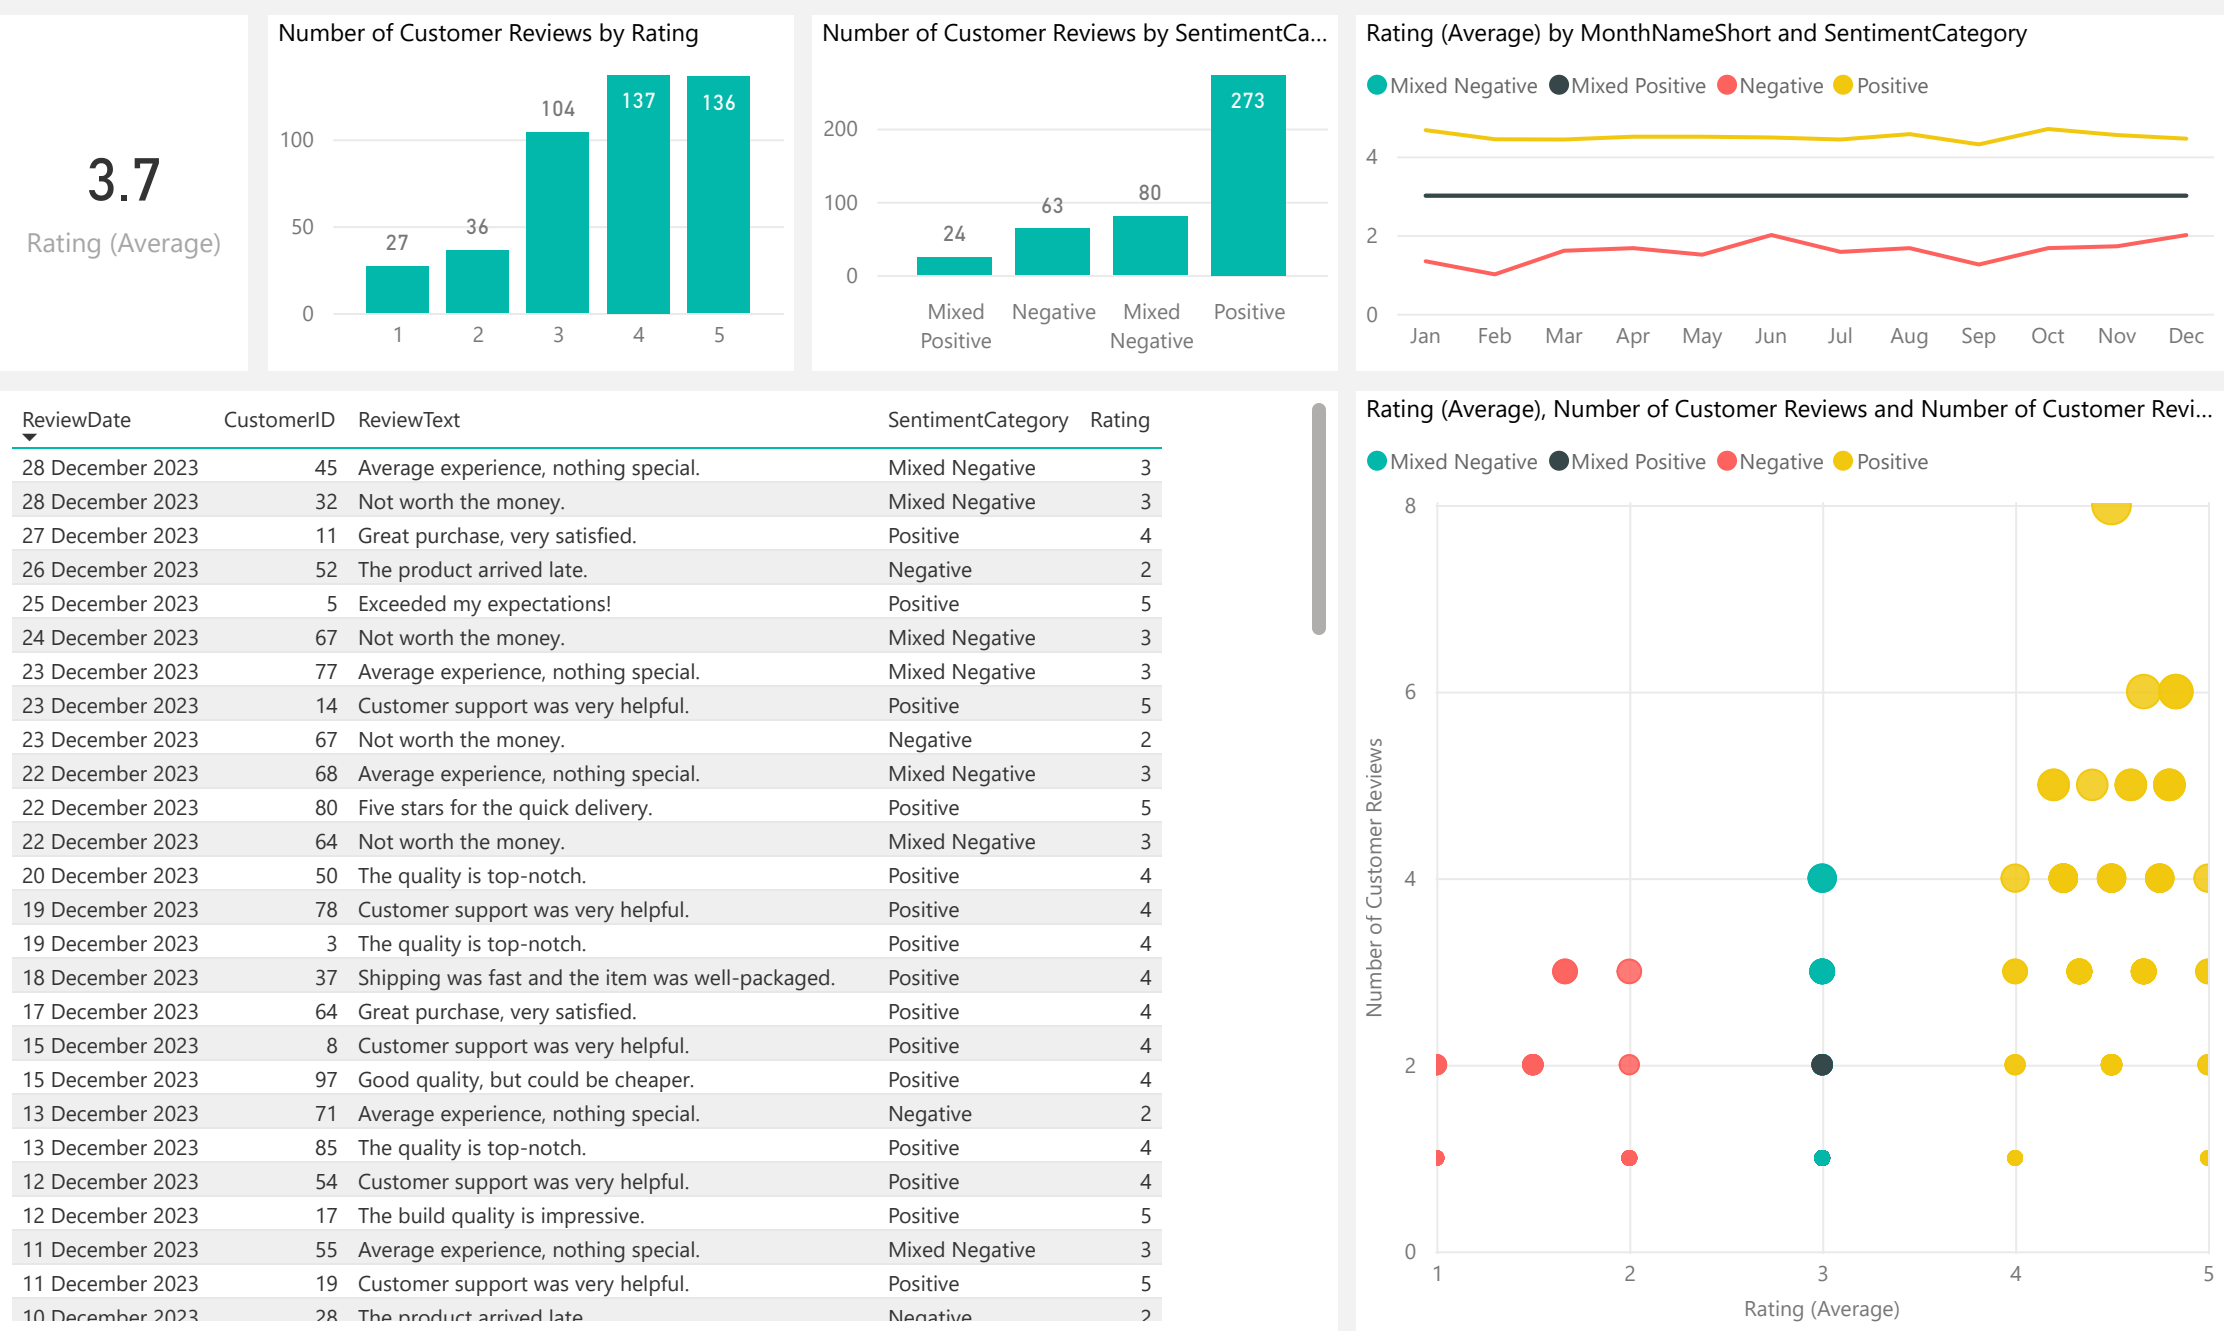 3.7
Rating (Average)
Number of Customer Reviews by Rating
100
50
0
27
36
104
137
136
1 2 3 4 5
Number of Customer Reviews by SentimentCa...
200
100
0
24
63
80
273
Mixed Positive
Negative
Mixed Negative
Positive
Rating (Average) by MonthNameShort and SentimentCategory
Mixed Negative Mixed Positive Negative Positive
4
2
0
Jan Feb Mar Apr May Jun Jul Aug Sep Oct Nov Dec
ReviewDate CustomerID ReviewText SentimentCategory Rating
28 December 2023 45 Average experience, nothing special. Mixed Negative 3
28 December 2023 32 Not worth the money. Mixed Negative 3
27 December 2023 11 Great purchase, very satisfied. Positive 4
26 December 2023 52 The product arrived late. Negative 2
25 December 2023 5 Exceeded my expectations! Positive 5
24 December 2023 67 Not worth the money. Mixed Negative 3
23 December 2023 77 Average experience, nothing special. Mixed Negative 3
23 December 2023 14 Customer support was very helpful. Positive 5
23 December 2023 67 Not worth the money. Negative 2
22 December 2023 68 Average experience, nothing special. Mixed Negative 3
22 December 2023 80 Five stars for the quick delivery. Positive 5
22 December 2023 64 Not worth the money. Mixed Negative 3
20 December 2023 50 The quality is top-notch. Positive 4
19 December 2023 78 Customer support was very helpful. Positive 4
19 December 2023 3 The quality is top-notch. Positive 4
18 December 2023 37 Shipping was fast and the item was well-packaged. Positive 4
17 December 2023 64 Great purchase, very satisfied. Positive 4
15 December 2023 8 Customer support was very helpful. Positive 4
15 December 2023 97 Good quality, but could be cheaper. Positive 4
13 December 2023 71 Average experience, nothing special. Negative 2
13 December 2023 85 The quality is top-notch. Positive 4
12 December 2023 54 Customer support was very helpful. Positive 4
12 December 2023 17 The build quality is impressive. Positive 5
11 December 2023 55 Average experience, nothing special. Mixed Negative 3
11 December 2023 19 Customer support was very helpful. Positive 5
10 December 2023 28 The product arrived late. Negative 2
Rating (Average), Number of Customer Reviews and Number of Customer Revi...
Mixed Negative Mixed Positive Negative Positive
Number of Customer Reviews
8
6
4
2
0
1 2 3 4 5
Rating (Average)